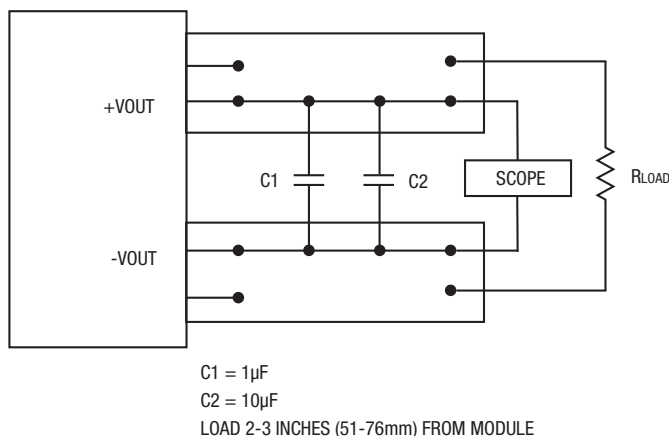 +VOUT
C1
C2
SCOPE
RLOAD
-VOUT
C1 = 1µF
C2 = 10µF
LOAD 2-3 INCHES (51-76mm) FROM MODULE